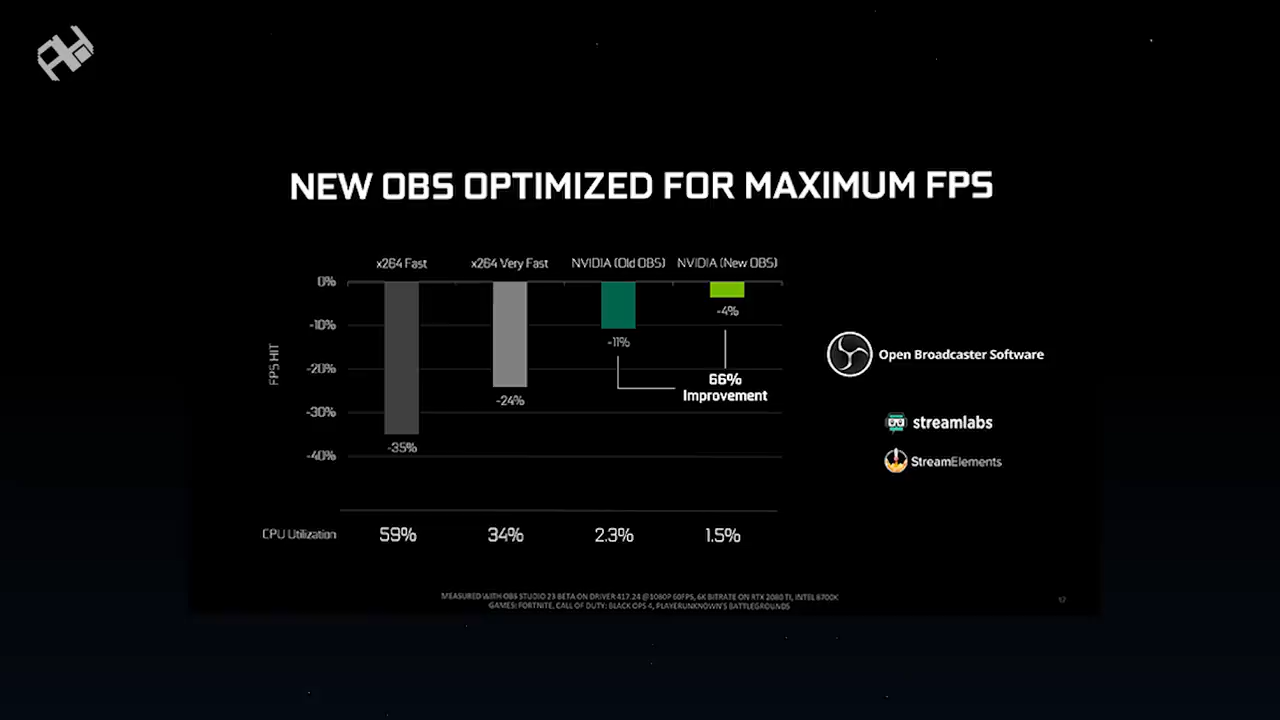 NEW OBS OPTIMIZED FOR MAXIMUM FPS
x264 Fast x264 Very Fast NVIDIA (Old OBS) NVIDIA (New OBS)
0%
-10%
-20%
-30%
-40%
FPS HIT
-35%
-24%
-11%
-4%
66%
Improvement
Open Broadcaster Software
streamlabs
StreamElements
CPU Utilization 59% 34% 2.3% 1.5%
MEASURED WITH OBS STUDIO 23 BETA ON DRIVER 417.24 @1080P 60FPS, 6K BITRATE ON RTX 2080 TI, INTEL 6700K
GAMES: FORTNITE, CALL OF DUTY: BLACK OPS 4, PLAYERUNKNOWN'S BATTLEGROUNDS
17